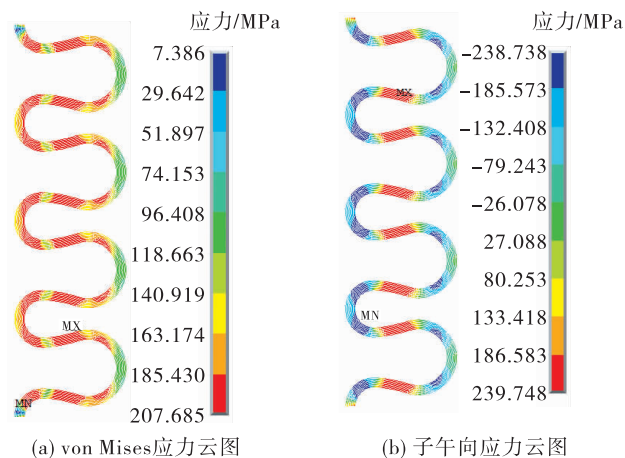 应力/MPa
7.386
29.642
51.897
74.153
96.408
118.663
140.919
163.174
185.430
207.685
MX
MN
(a) von Mises应力云图
应力/MPa
-238.738
-185.573
-132.408
-79.243
-26.078
27.088
80.253
133.418
186.583
239.748
MX
MN
(b) 子午向应力云图